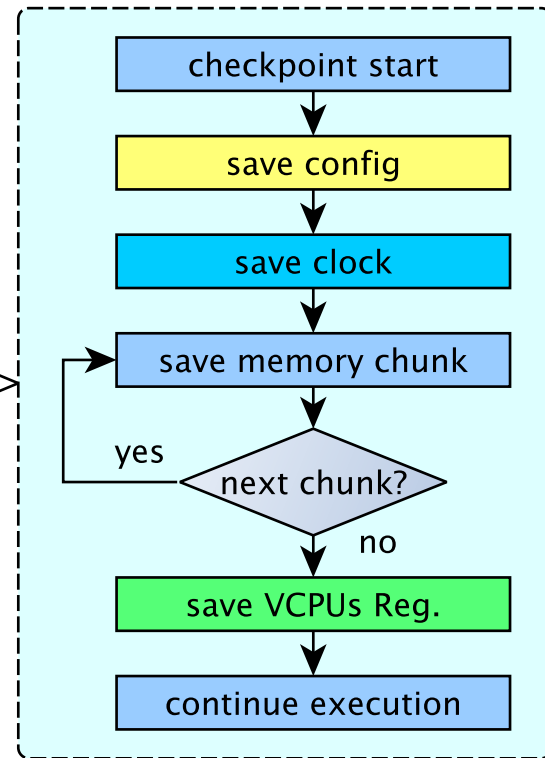 checkpoint start
save config
save clock
save memory chunk
yes
next chunk?
no
save VCPUs Reg.
continue execution